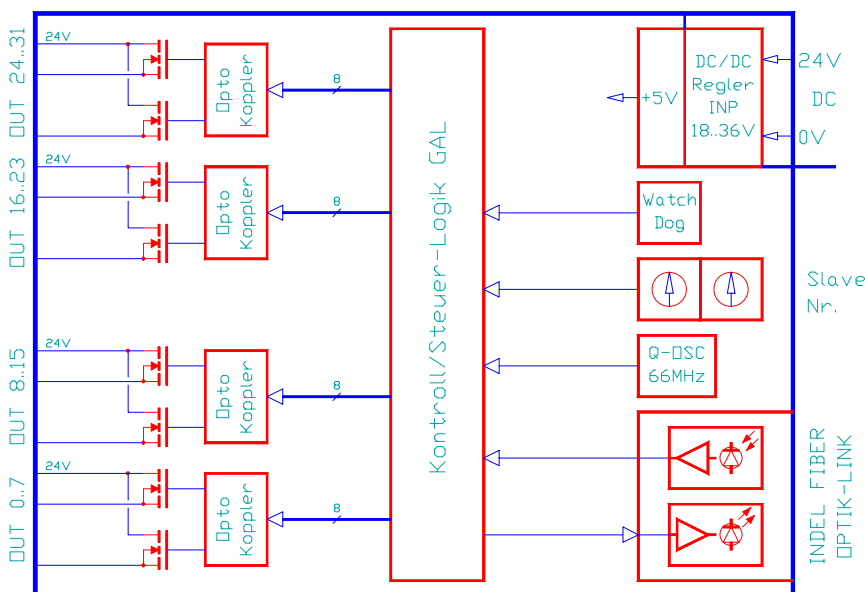 OUT 24..31
24V
Opto
Koppler
8
OUT 16..23
24V
Opto
Koppler
8
OUT 8..15
24V
Opto
Koppler
8
OUT 0..7
24V
Opto
Koppler
8
Kontroll/Steuer-Logik GAL
+5V
DC/DC
Regler
INP
18..36V
24V
DC
0V
Watch
Dog
Slave
Nr.
Q-OSC
66MHz
INDEL FIBER
OPTIK-LINK